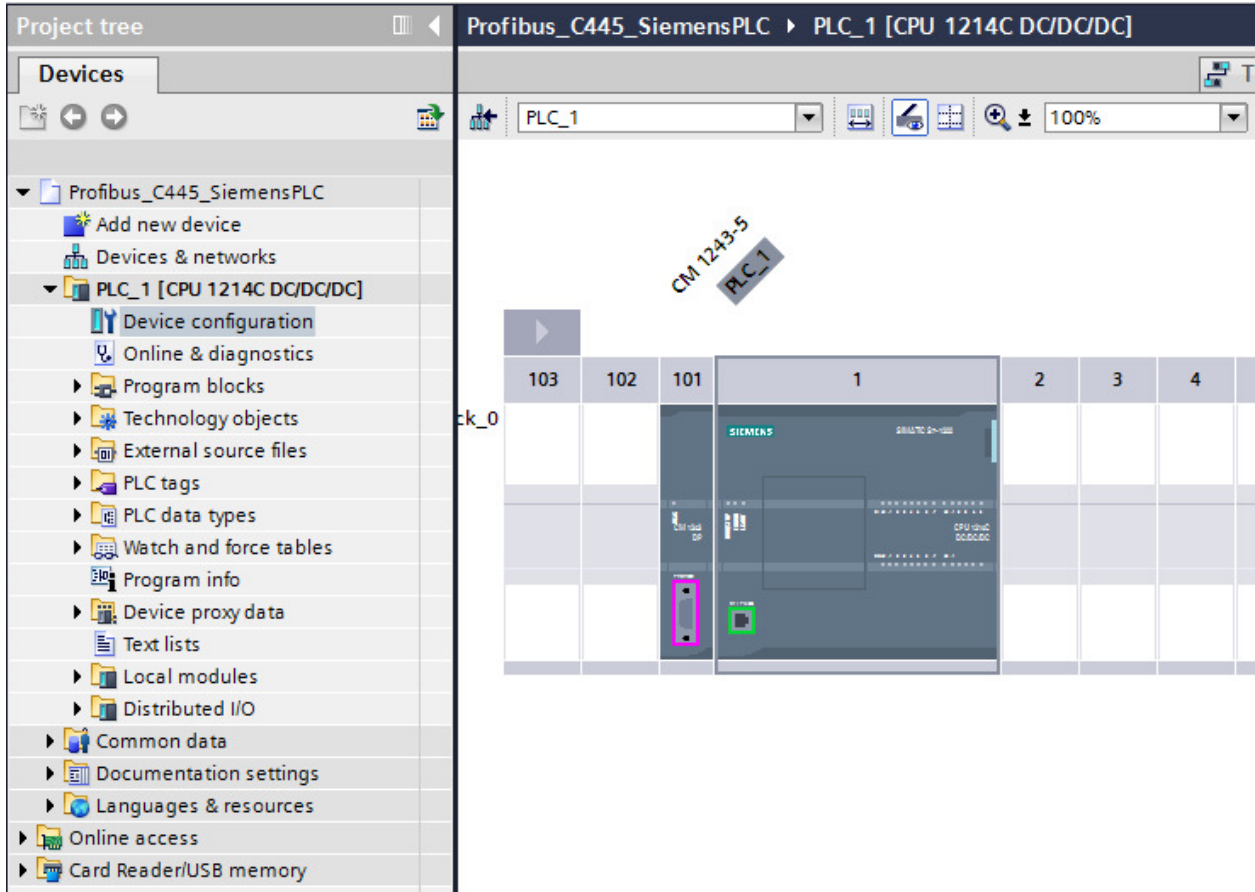 Project tree
Devices
Profibus_C445_SiemensPLC
Add new device
Devices & networks
PLC_1 [CPU 1214C DC/DC/DC]
Device configuration
Online & diagnostics
Program blocks
Technology objects
External source files
PLC tags
PLC data types
Watch and force tables
Program info
Device proxy data
Text lists
Local modules
Distributed I/O
Common data
Documentation settings
Languages & resources
Online access
Card Reader/USB memory
Profibus_C445_SiemensPLC PLC_1 [CPU 1214C DC/DC/DC]
T
PLC_1 100%
CM 1243-5
PLC_1
103 102 101 1 2 3 4
ck_0
SIEMENS